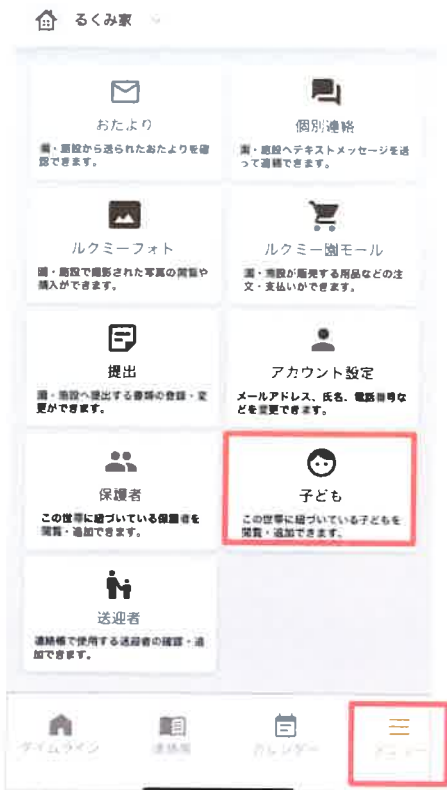 るくみ家
おたより
園・施設から送られたおたよりを確
認できます。
個別連絡
園・施設へテキストメッセージを送
って連絡できます。
ルクミーフォト
園・施設で撮影された写真の閲覧や
購入ができます。
ルクミー園モール
園・施設が販売する用品などの注
文・支払いができます。
提出
園・施設へ提出する書類の登録・変
更ができます。
アカウント設定
メールアドレス、氏名、電話番号な
どを変更できます。
保護者
この世帯に紐づいている保護者を
閲覧・追加できます。
子ども
この世帯に紐づいている子どもを
閲覧・追加できます。
送迎者
連絡帳で使用する送迎者の確認・追
加できます。
タイムライン
連絡帳
カレンダー
メニュー